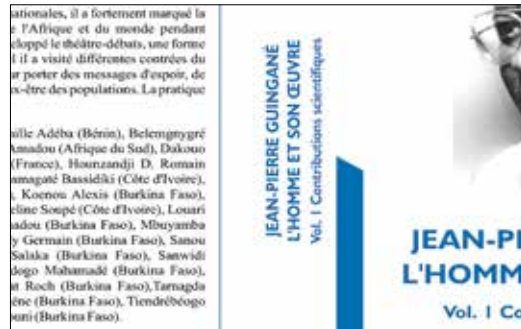 ationales, il a fortement marqué la
l'Afrique et du monde pendant
eloppé le théâtre-débats, une forme
il a visité différentes contrées du
r porter des messages d'espoir, de
x-être des populations. La pratique
aille Adéba (Bénin), Belemgnygré
Amadou (Afrique du Sud), Dakouo
(France), Hounzandji D. Romain
amagaté Bassidiki (Côte d'Ivoire),
, Koenou Alexis (Burkina Faso),
eline Soupé (Côte d'Ivoire), Louari
adou (Burkina Faso), Mbuyamba
y Germain (Burkina Faso), Sanou
Salaka (Burkina Faso), Sanwidi
dogo Mahamadé (Burkina Faso),
t Roch (Burkina Faso),Tarnagda
ène (Burkina Faso), Tiendrébéogo
ouni (Burkina Faso).
JEAN-PIERRE GUINGANÉ
L'HOMME ET SON ŒUVRE
Vol. 1 Contributions scientifiques
JEAN-PI
L'HOMM
Vol. 1 Co